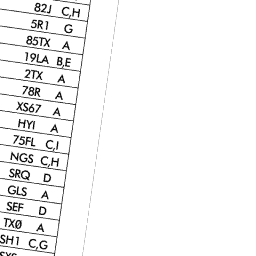 82J C,H
5R1 G
85TX A
19LA B,E
2TX A
78R A
XS67 A
HYI A
75FL C,I
NGS C,H
SRQ D
GLS A
SEF D
TXØ A
SH1 C,G